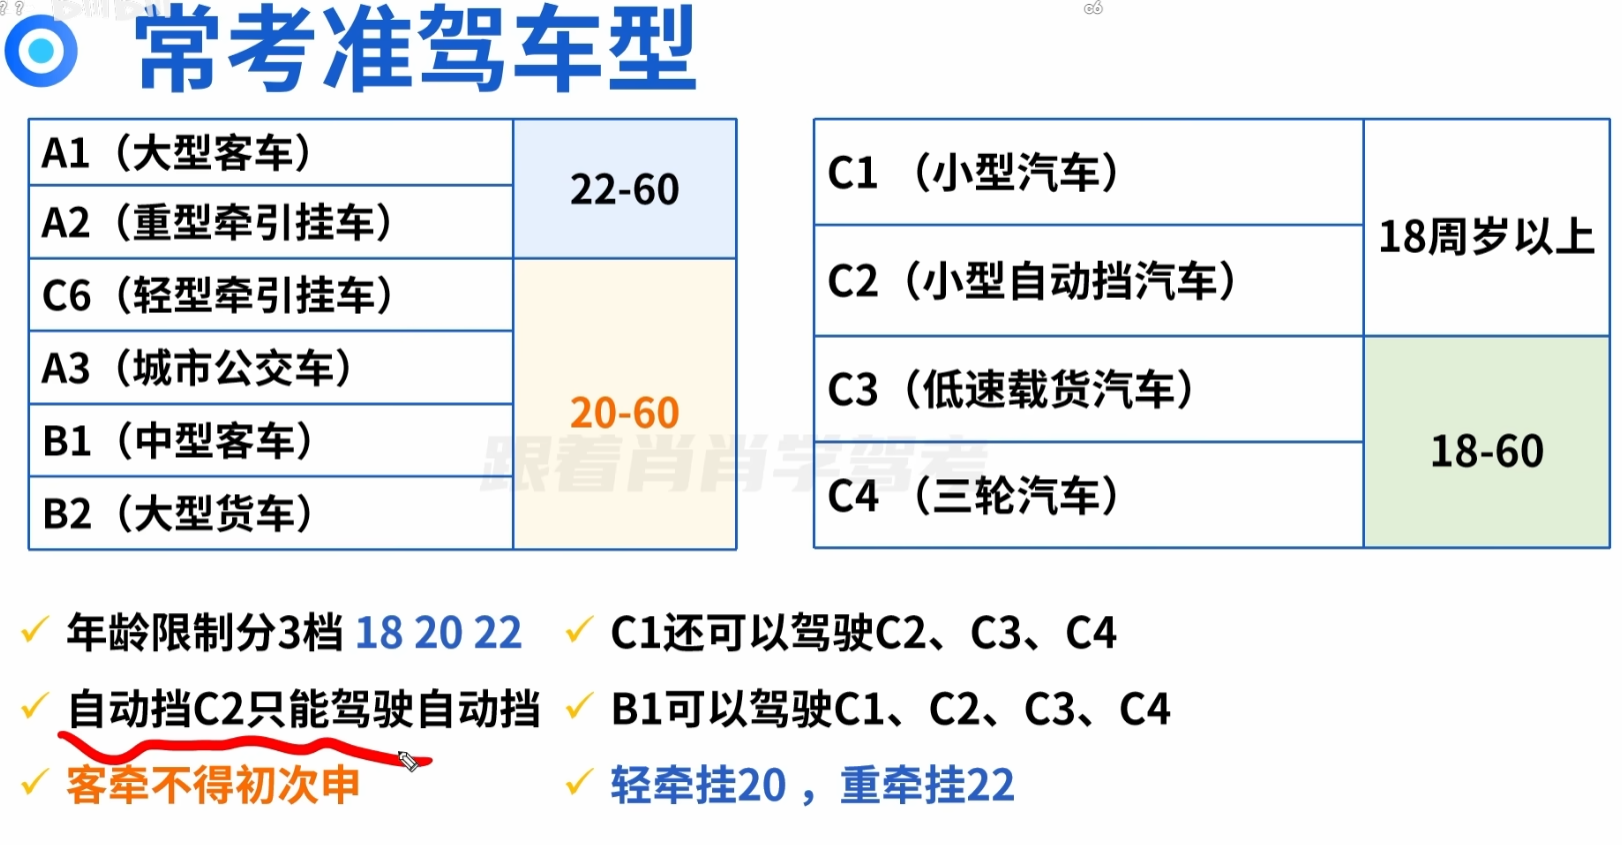 ? ?
c6
常考准驾车型
A1（大型客车）
22-60
A2（重型牵引挂车）
C6（轻型牵引挂车）
A3（城市公交车）
20-60
B1（中型客车）
B2（大型货车）
C1 （小型汽车）
18周岁以上
C2（小型自动挡汽车）
C3（低速载货汽车）
18-60
C4 （三轮汽车）
跟着肖肖学驾考
年龄限制分3档 18 20 22
C1还可以驾驶C2、C3、C4
自动挡C2只能驾驶自动挡
B1可以驾驶C1、C2、C3、C4
客牵不得初次申
轻牵挂20 ，重牵挂22